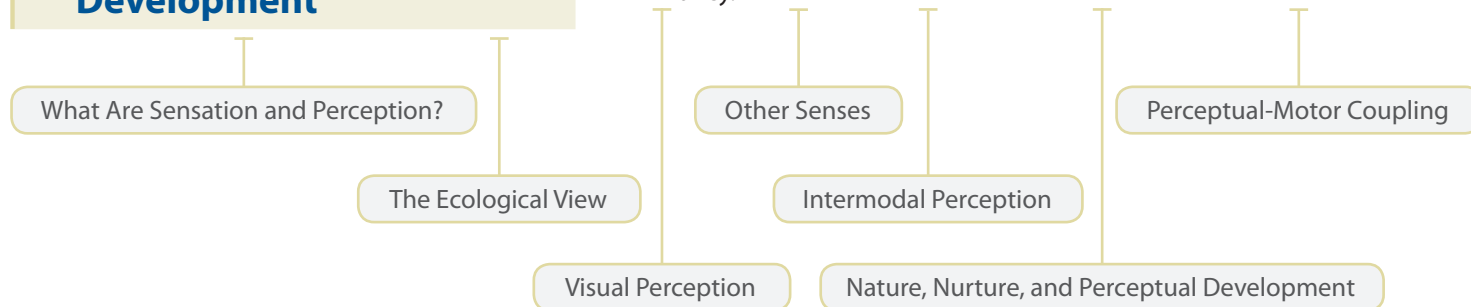 Development
What Are Sensation and Perception?
Other Senses
Perceptual-Motor Coupling
The Ecological View
Intermodal Perception
Visual Perception
Nature, Nurture, and Perceptual Development